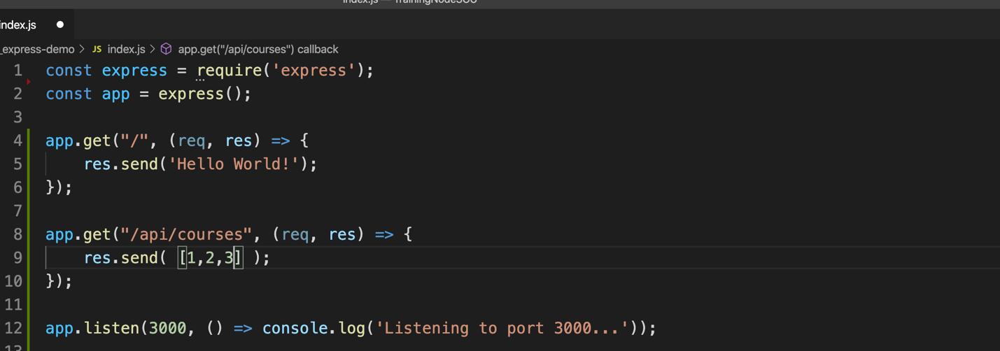 index.js — TrainingNodeSOU
index.js
_express-demo > JS index.js > app.get("/api/courses") callback
1 const express = require('express');
2 const app = express();
3
4 app.get("/", (req, res) => {
5 res.send('Hello World!');
6 });
7
8 app.get("/api/courses", (req, res) => {
9 res.send( [1,2,3] );
10 });
11
12 app.listen(3000, () => console.log('Listening to port 3000...'));
13